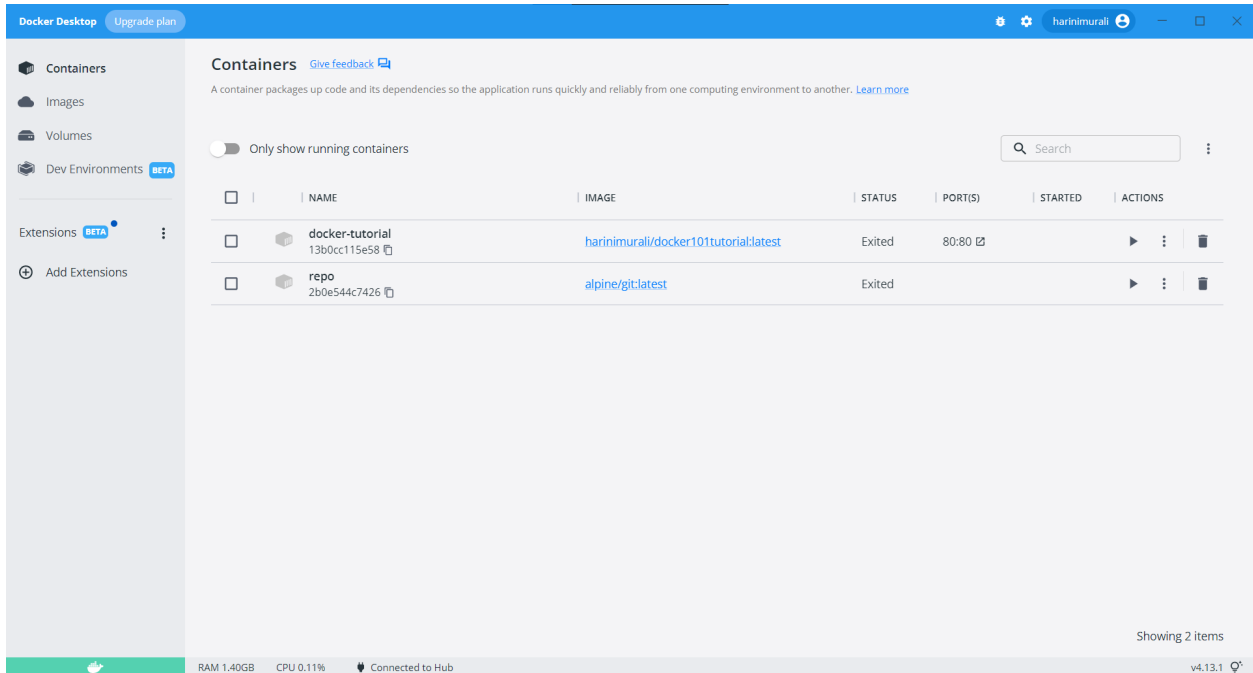 Docker Desktop Upgrade plan harinimurali
Containers
Images
Volumes
Dev Environments BETA
Extensions BETA
Add Extensions
Containers Give feedback
A container packages up code and its dependencies so the application runs quickly and reliably from one computing environment to another. Learn more
Only show running containers Search
NAME IMAGE STATUS PORT(S) STARTED ACTIONS
docker-tutorial harinimurali/docker101tutorial:latest Exited 80:80
13b0cc115e58
repo alpine/git:latest Exited
2b0e544c7426
Showing 2 items
RAM 1.40GB CPU 0.11% Connected to Hub v4.13.1